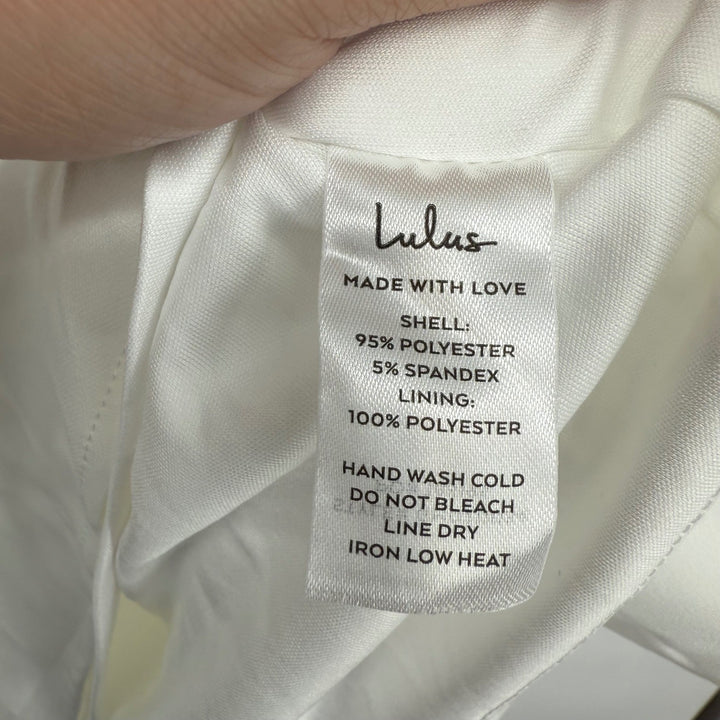 Lulus
MADE WITH LOVE
SHELL:
95% POLYESTER
5% SPANDEX
LINING:
100% POLYESTER
HAND WASH COLD
DO NOT BLEACH
LINE DRY
IRON LOW HEAT